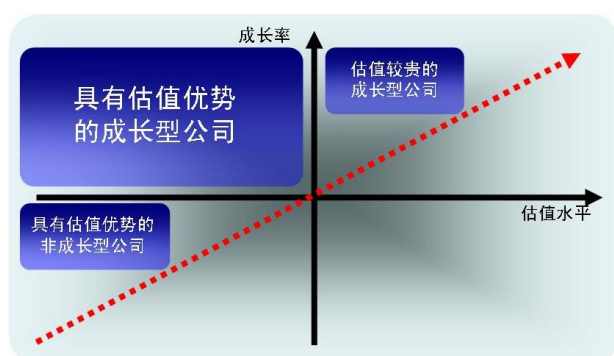 成长率
具有估值优势
的成长型公司
估值较贵的
成长型公司
具有估值优势的
非成长型公司
估值水平